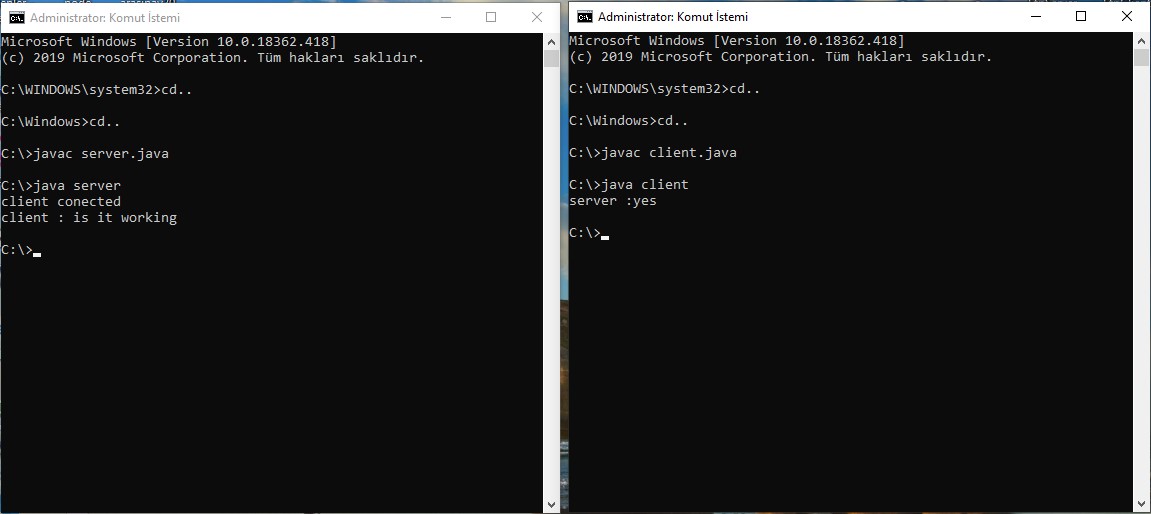 Administrator: Komut İstemi
Microsoft Windows [Version 10.0.18362.418]
(c) 2019 Microsoft Corporation. Tüm hakları saklıdır.
C:\WINDOWS\system32>cd..
C:\Windows>cd..
C:\>javac server.java
C:\>java server
client conected
client : is it working
C:\>
Administrator: Komut İstemi
Microsoft Windows [Version 10.0.18362.418]
(c) 2019 Microsoft Corporation. Tüm hakları saklıdır.
C:\WINDOWS\system32>cd..
C:\Windows>cd..
C:\>javac client.java
C:\>java client
server :yes
C:\>